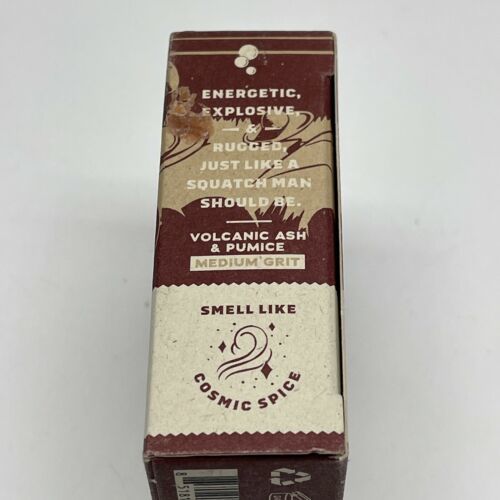 ENERGETIC,
EXPLOSIVE,
&
RUGGED,
JUST LIKE A
SQUATCH MAN
SHOULD BE.
VOLCANIC ASH
& PUMICE
MEDIUM GRIT
SMELL LIKE
COSMIC SPICE